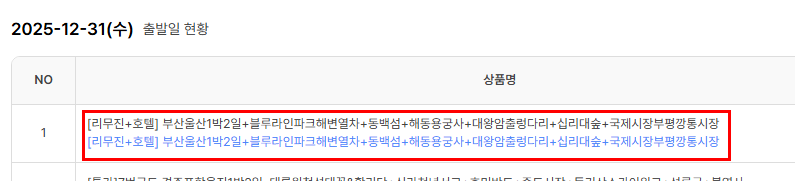 2025-12-31(수) 출발일 현황
NO 상품명
1
[리무진+호텔] 부산울산1박2일+블루라인파크해변열차+동백섬+해동용궁사+대왕암출렁다리+십리대숲+국제시장부평깡통시장
[리무진+호텔] 부산울산1박2일+블루라인파크해변열차+동백섬+해동용궁사+대왕암출렁다리+십리대숲+국제시장부평깡통시장